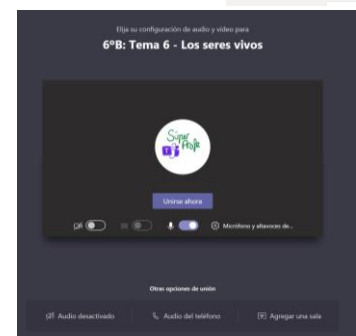 Elija su configuración de audio y vídeo para
6ºB: Tema 6 - Los seres vivos
Súper
Profe
Unirse ahora
Micrófono y altavoces de...
Otras opciones de unión
Audio desactivado
Audio del teléfono
Agregar una sala